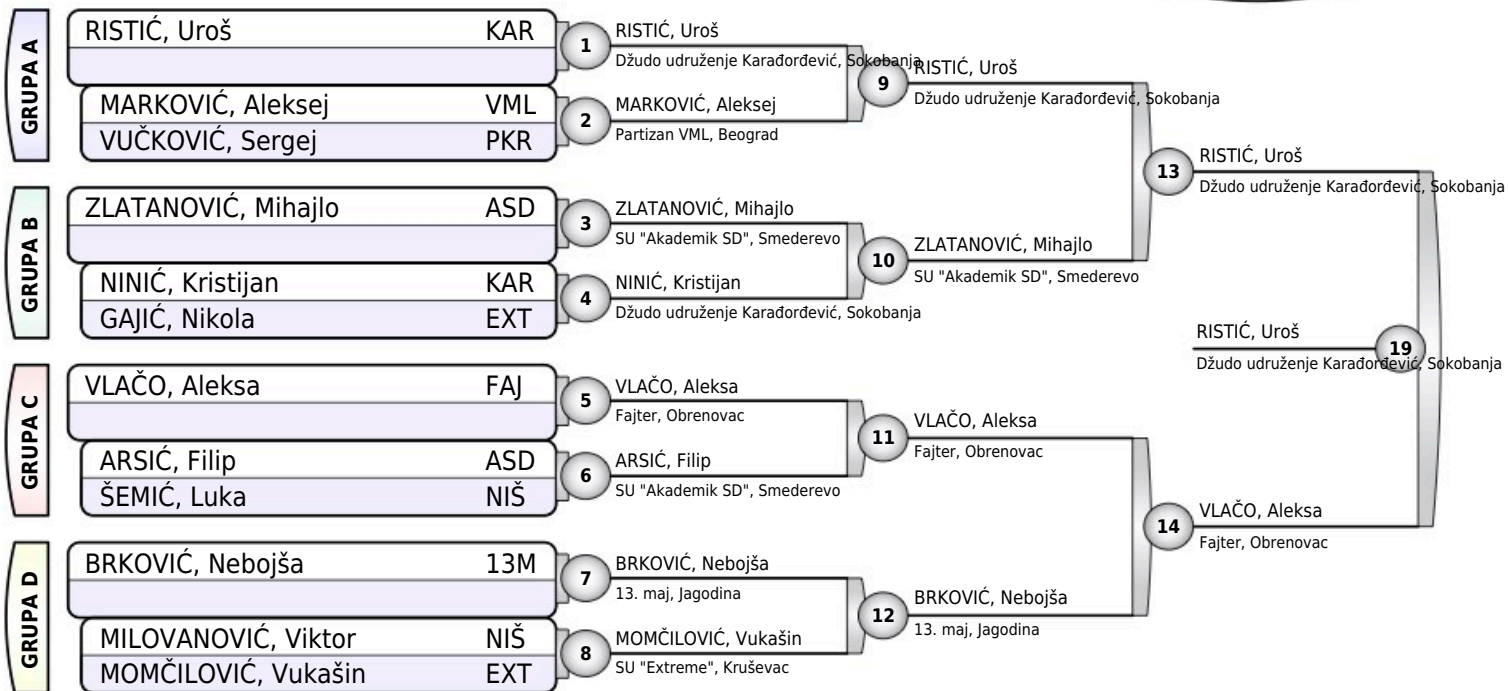 GRUPA A
RISTIĆ, Uroš KAR
MARKOVIĆ, Aleksej VML
VUČKOVIĆ, Sergej PKR
GRUPA B
ZLATANOVIĆ, Mihajlo ASD
NINIĆ, Kristijan KAR
GAJIĆ, Nikola EXT
GRUPA C
VLAČO, Aleksa FAJ
ARSIĆ, Filip ASD
ŠEMIĆ, Luka NIŠ
GRUPA D
BRKOVIĆ, Nebojša 13M
MILOVANOVIĆ, Viktor NIŠ
MOMČILOVIĆ, Vukašin EXT
1
RISTIĆ, Uroš
Džudo udruženje Karađorđević, Sokobanja
2
MARKOVIĆ, Aleksej
Partizan VML, Beograd
3
ZLATANOVIĆ, Mihajlo
SU "Akademik SD", Smederevo
4
NINIĆ, Kristijan
Džudo udruženje Karađorđević, Sokobanja
5
VLAČO, Aleksa
Fajter, Obrenovac
6
ARSIĆ, Filip
SU "Akademik SD", Smederevo
7
BRKOVIĆ, Nebojša
13. maj, Jagodina
8
MOMČILOVIĆ, Vukašin
SU "Extreme", Kruševac
9
RISTIĆ, Uroš
Džudo udruženje Karađorđević, Sokobanja
10
ZLATANOVIĆ, Mihajlo
SU "Akademik SD", Smederevo
11
VLAČO, Aleksa
Fajter, Obrenovac
12
BRKOVIĆ, Nebojša
13. maj, Jagodina
13
RISTIĆ, Uroš
Džudo udruženje Karađorđević, Sokobanja
14
VLAČO, Aleksa
Fajter, Obrenovac
19
RISTIĆ, Uroš
Džudo udruženje Karađorđević, Sokobanja